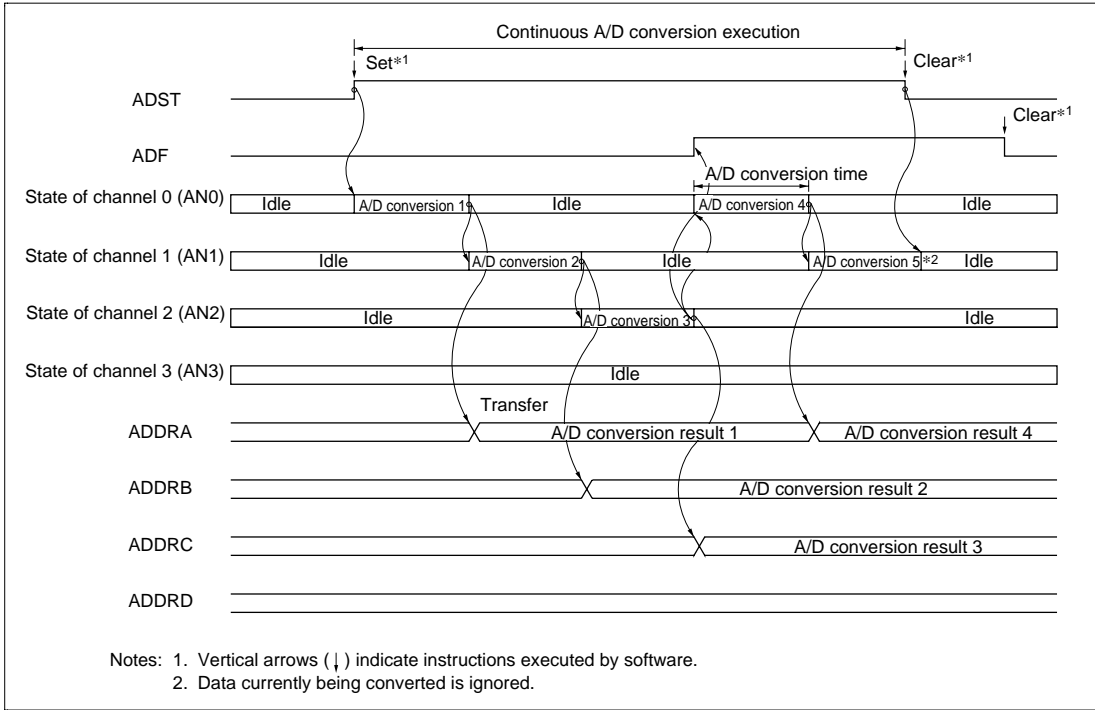 Continuous A/D conversion execution
Set*1
Clear*1
ADST
Clear*1
ADF
A/D conversion time
State of channel 0 (AN0)
Idle
A/D conversion 1
Idle
A/D conversion 4
Idle
State of channel 1 (AN1)
Idle
A/D conversion 2
Idle
A/D conversion 5
*2
Idle
State of channel 2 (AN2)
Idle
A/D conversion 3
Idle
State of channel 3 (AN3)
Idle
Transfer
ADDRA
A/D conversion result 1
A/D conversion result 4
ADDRB
A/D conversion result 2
ADDRC
A/D conversion result 3
ADDRD
Notes: 1. Vertical arrows (↓) indicate instructions executed by software.
2. Data currently being converted is ignored.